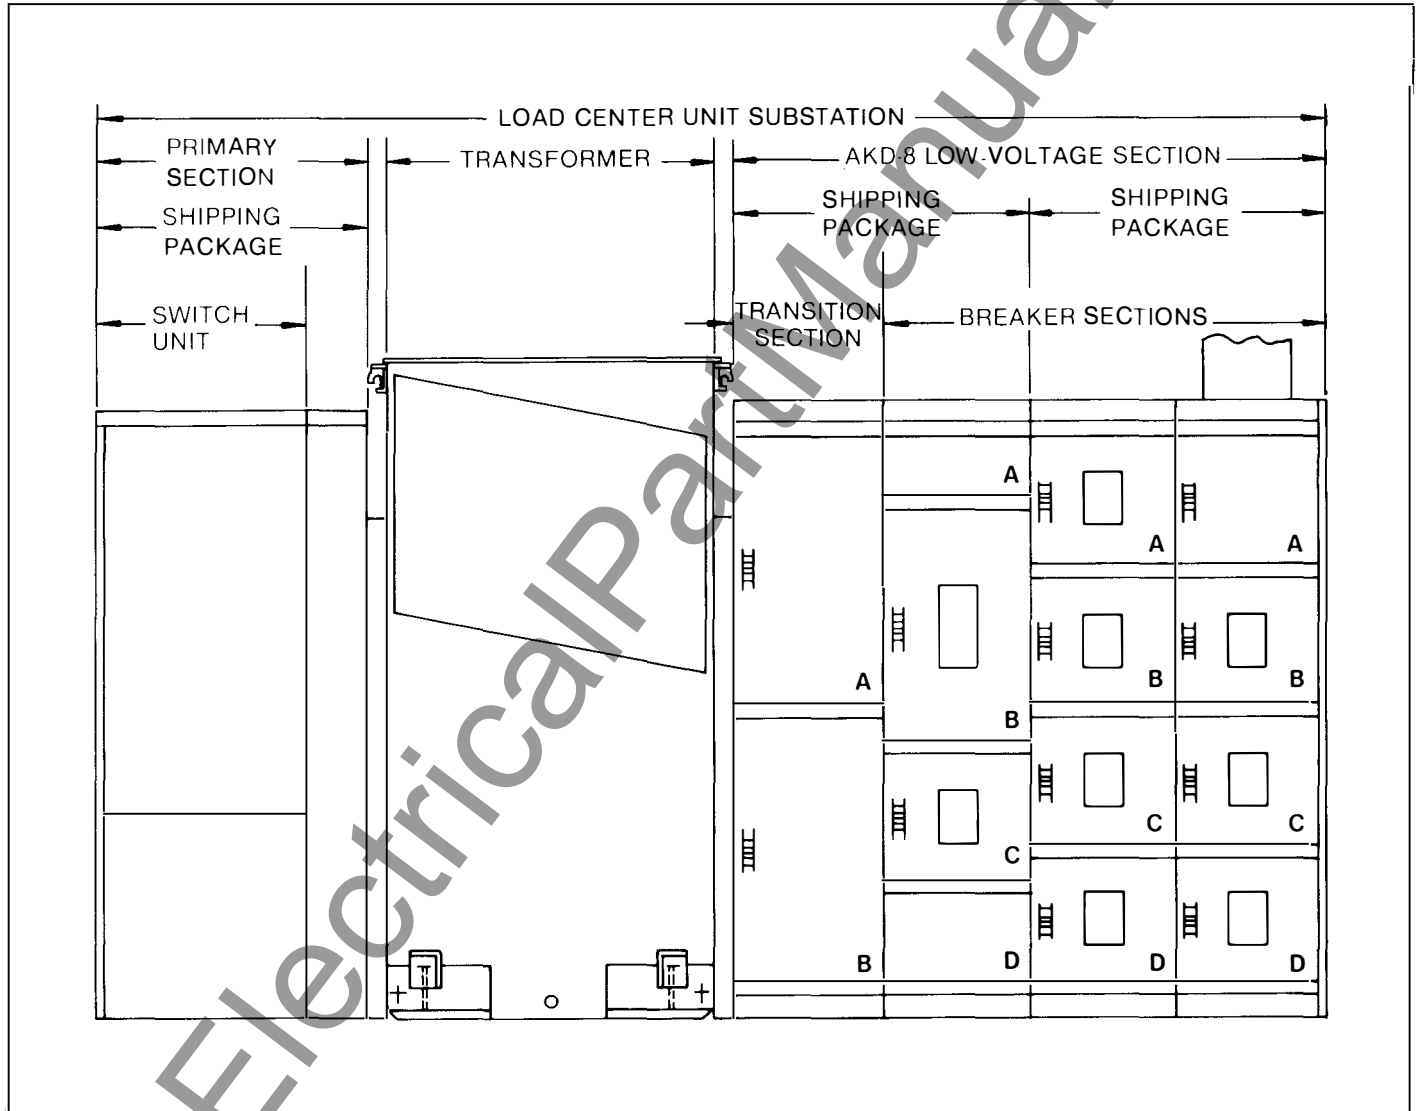 LOAD CENTER UNIT SUBSTATION
PRIMARY
SECTION
TRANSFORMER
AKD-8 LOW-VOLTAGE SECTION
SHIPPING
PACKAGE
SHIPPING
PACKAGE
SHIPPING
PACKAGE
SWITCH
UNIT
TRANSITION
SECTION
BREAKER SECTIONS
A
A
A
A
B
B
B
C
C
C
B
D
D
D
ElectricalPartManual